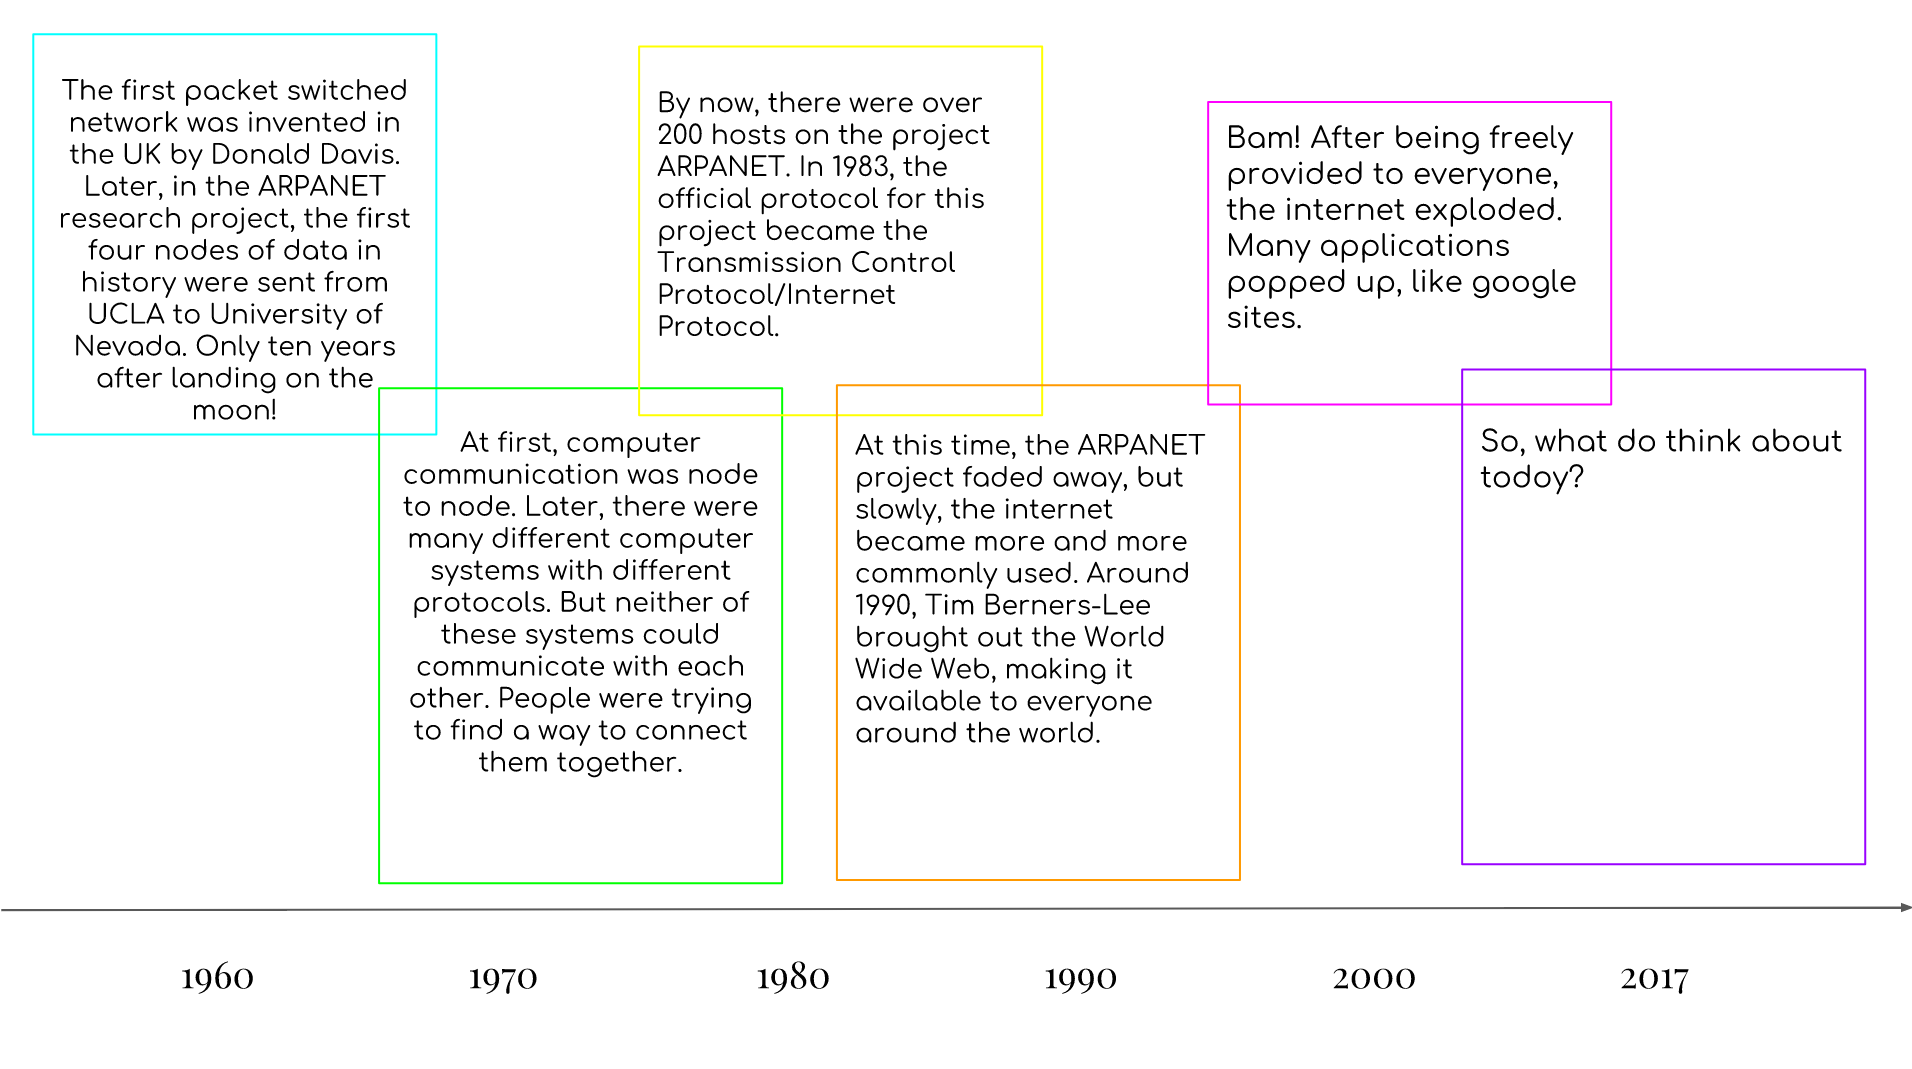 The first packet switched
network was invented in
the UK by Donald Davis.
Later, in the ARPANET
research project, the first
four nodes of data in
history were sent from
UCLA to University of
Nevada. Only ten years
after landing on the
moon!
At first, computer
communication was node
to node. Later, there were
many different computer
systems with different
protocols. But neither of
these systems could
communicate with each
other. People were trying
to find a way to connect
them together.
By now, there were over
200 hosts on the project
ARPANET. In 1983, the
official protocol for this
project became the
Transmission Control
Protocol/Internet
Protocol.
At this time, the ARPANET
project faded away, but
slowly, the internet
became more and more
commonly used. Around
1990, Tim Berners-Lee
brought out the World
Wide Web, making it
available to everyone
around the world.
Bam! After being freely
provided to everyone,
the internet exploded.
Many applications
popped up, like google
sites.
So, what do think about
today?
1960
1970
1980
1990
2000
2017